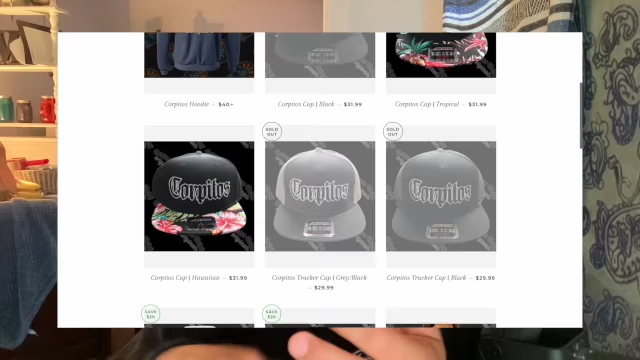 Corpitos Hoodie — $40+
Corpitos Cap | Black — $31.99
Corpitos Cap | Tropical — $31.99
SOLD
OUT
SOLD
OUT
Corpitos
Corpitos
Corpitos
Corpitos Cap | Hawaiian — $31.99
Corpitos Trucker Cap | Grey/Black
— $29.99
Corpitos Trucker Cap | Black — $29.99
SAVE
$20
SAVE
$20